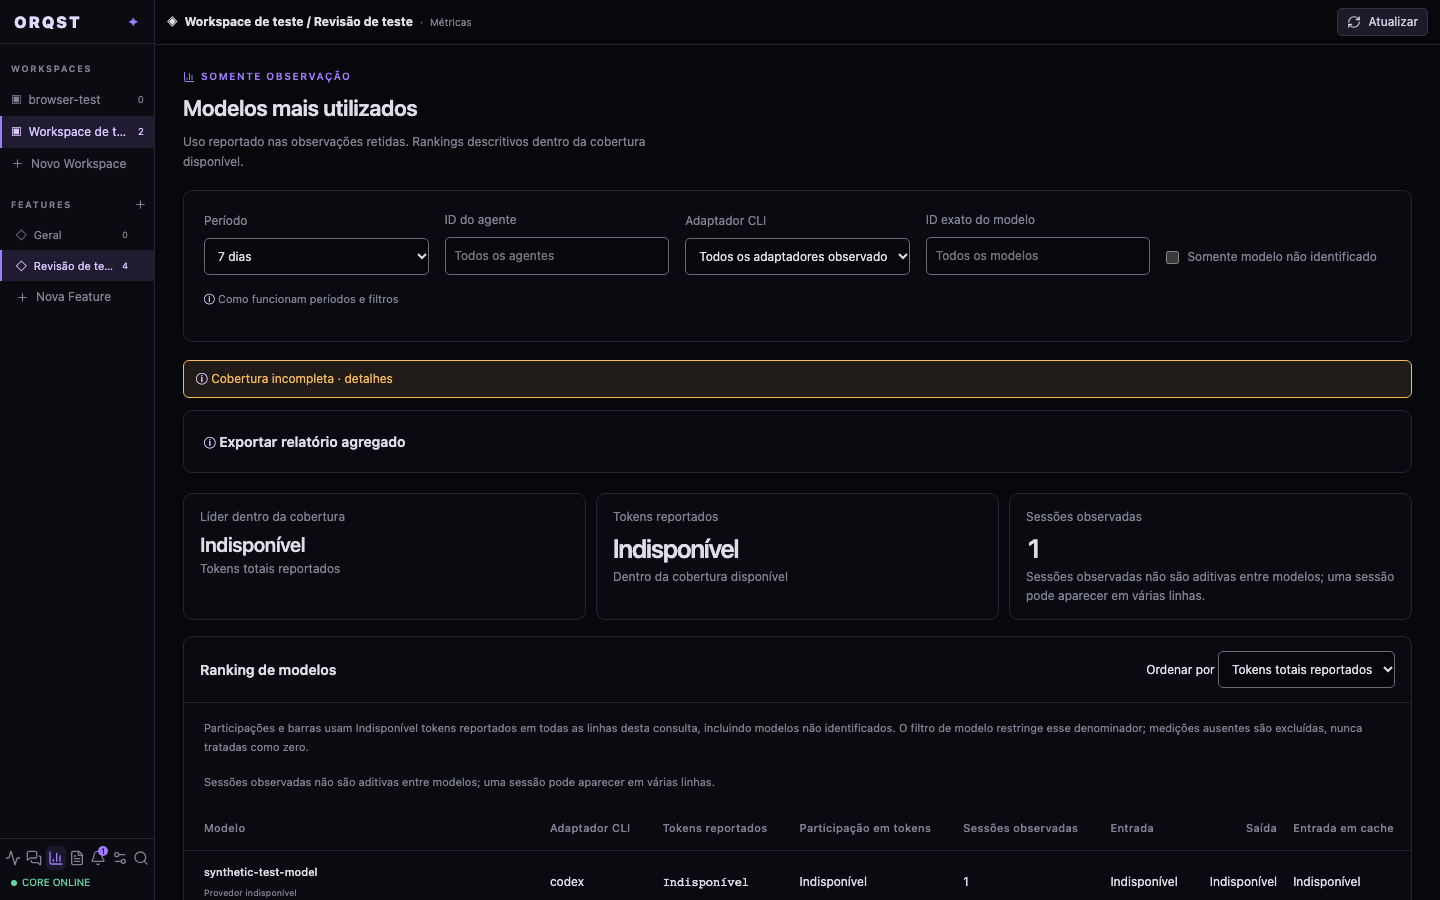 ORQST
WORKSPACES
browser-test 0
Workspace de t... 2
Novo Workspace
FEATURES
Geral 0
Revisão de te... 4
Nova Feature
1
CORE ONLINE
Workspace de teste / Revisão de teste · Métricas
Atualizar
SOMENTE OBSERVAÇÃO
Modelos mais utilizados
Uso reportado nas observações retidas. Rankings descritivos dentro da cobertura
disponível.
Período
7 dias
ID do agente
Todos os agentes
Adaptador CLI
Todos os adaptadores observado
ID exato do modelo
Todos os modelos
Somente modelo não identificado
Como funcionam períodos e filtros
Cobertura incompleta · detalhes
Exportar relatório agregado
Líder dentro da cobertura
Indisponível
Tokens totais reportados
Tokens reportados
Indisponível
Dentro da cobertura disponível
Sessões observadas
1
Sessões observadas não são aditivas entre modelos; uma sessão
pode aparecer em várias linhas.
Ranking de modelos
Ordenar por Tokens totais reportados
Participações e barras usam Indisponível tokens reportados em todas as linhas desta consulta, incluindo modelos não identificados. O filtro de modelo restringe esse denominador; medições ausentes são excluídas, nunca
tratadas como zero.
Sessões observadas não são aditivas entre modelos; uma sessão pode aparecer em várias linhas.
Modelo Adaptador CLI Tokens reportados Participação em tokens Sessões observadas Entrada Saída Entrada em cache
synthetic-test-model
Provedor indisponível
codex Indisponível Indisponível 1 Indisponível Indisponível Indisponível